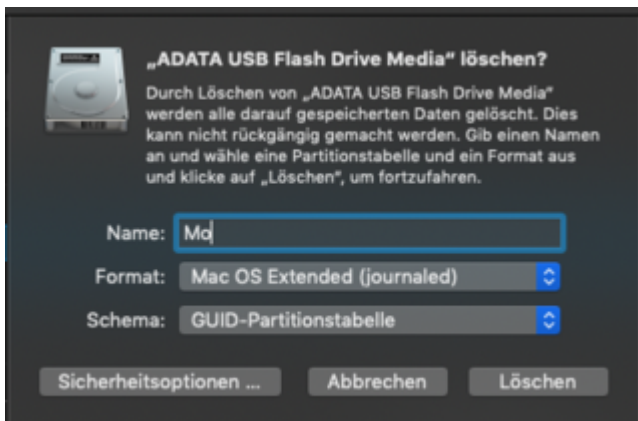 „ADATA USB Flash Drive Media“ löschen?
Durch Löschen von „ADATA USB Flash Drive Media“
werden alle darauf gespeicherten Daten gelöscht. Dies
kann nicht rückgängig gemacht werden. Gib einen Namen
an und wähle eine Partitionstabelle und ein Format aus
und klicke auf „Löschen“, um fortzufahren.
Name: Mo
Format: Mac OS Extended (journaled)
Schema: GUID-Partitionstabelle
Sicherheitsoptionen ... Abbrechen Löschen